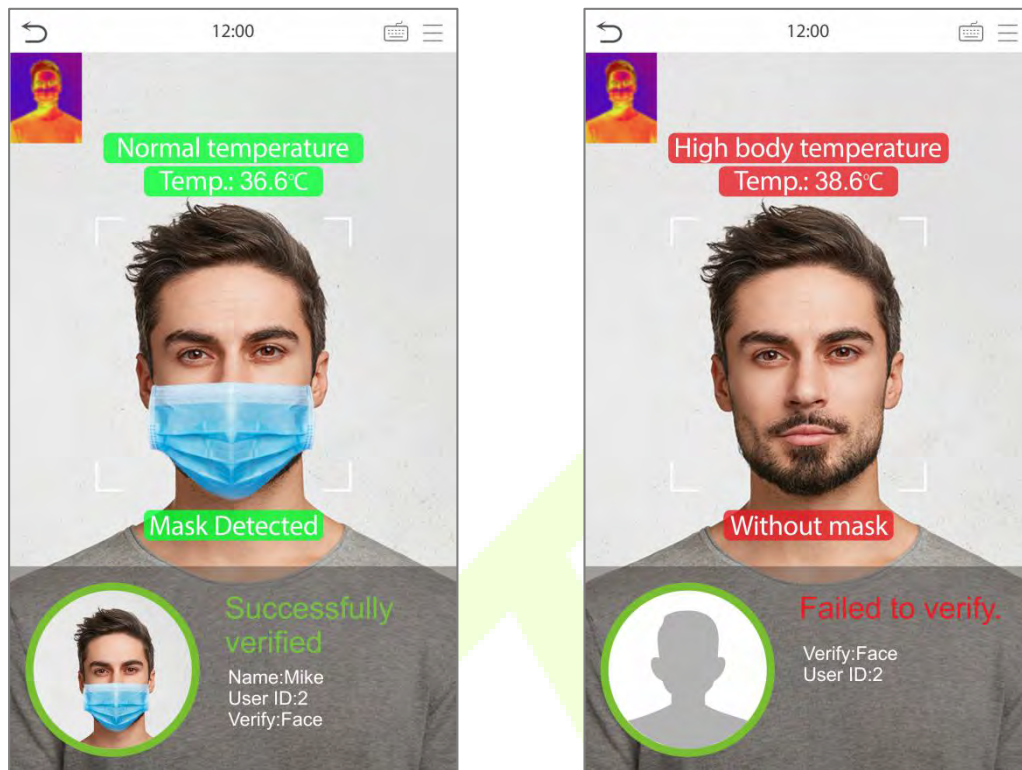 12:00
Normal temperature
Temp.: 36.6°C
Mask Detected
Successfully
verified
Name:Mike
User ID:2
Verify:Face
12:00
High body temperature
Temp.: 38.6°C
Without mask
Failed to verify.
Verify:Face
User ID:2